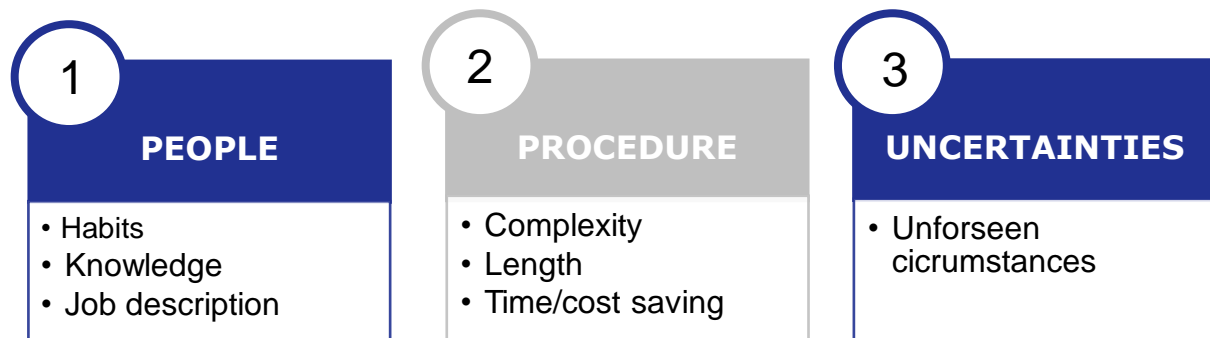 1
PEOPLE
• Habits
• Knowledge
• Job description
2
PROCEDURE
• Complexity
• Length
• Time/cost saving
3
UNCERTAINTIES
• Unforseen
cicrumstances